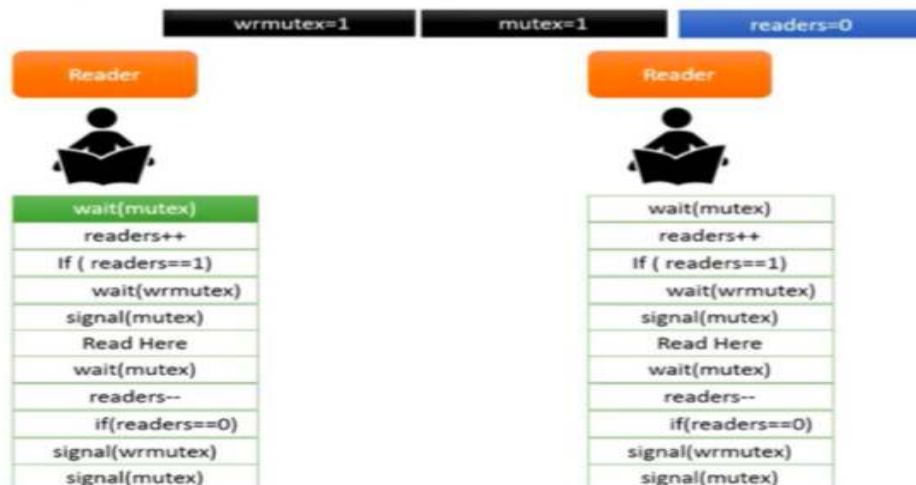 wrmutex=1
mutex=1
readers=0
Reader
wait(mutex)
readers++
If ( readers==1)
wait(wrmutex)
signal(mutex)
Read Here
wait(mutex)
readers--
if(readers==0)
signal(wrmutex)
signal(mutex)
Reader
wait(mutex)
readers++
If ( readers==1)
wait(wrmutex)
signal(mutex)
Read Here
wait(mutex)
readers--
if(readers==0)
signal(wrmutex)
signal(mutex)